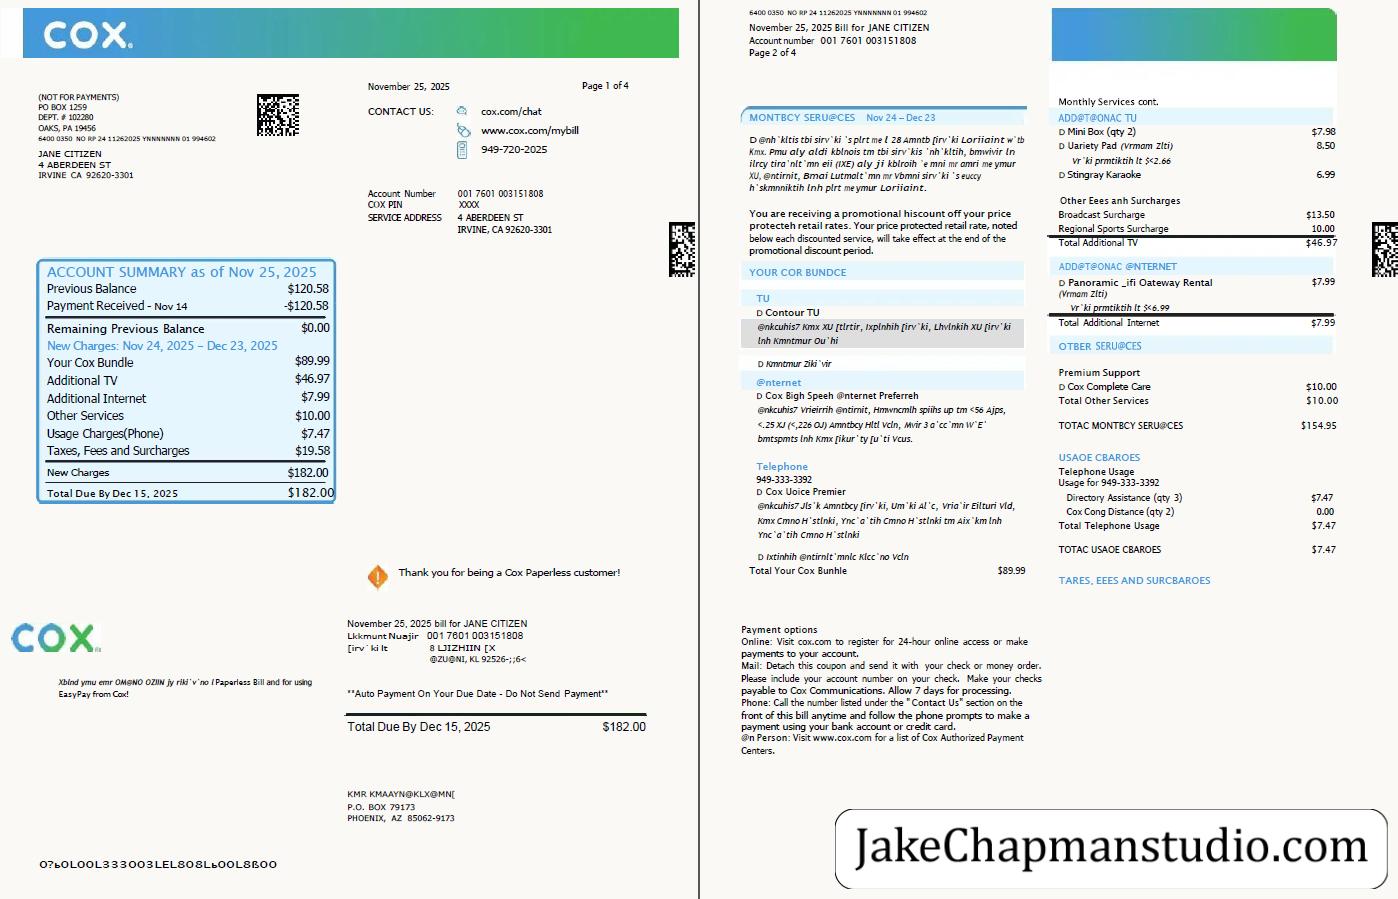 COX
November 25, 2025 Page 1 of 4
(NOT FOR PAYMENTS)
PO BOX 1259
DEPT. # 102280
OAKS, PA 19456
6400 0350 NO RP 24 11262025 YNNNNNNN 01 994602
JANE CITIZEN
4 ABERDEEN ST
IRVINE CA 92620-3301
CONTACT US:
cox.com/chat
www.cox.com/mybill
949-720-2025
Account Number 001 7601 003151808
COX PIN XXXX
SERVICE ADDRESS 4 ABERDEEN ST
IRVINE, CA 92620-3301
ACCOUNT SUMMARY as of Nov 25, 2025
Previous Balance $120.58
Payment Received - Nov 14 -$120.58
Remaining Previous Balance $0.00
New Charges: Nov 24, 2025 – Dec 23, 2025
Your Cox Bundle $89.99
Additional TV $46.97
Additional Internet $7.99
Other Services $10.00
Usage Charges(Phone) $7.47
Taxes, Fees and Surcharges $19.58
New Charges $182.00
Total Due By Dec 15, 2025 $182.00
Thank you for being a Cox Paperless customer!
COX
November 25, 2025 bill for JANE CITIZEN
Lkkmunt Nuajir 001 7601 003151808
[irv`ki lt 8 LJIZHIIN [X
@ZU@NI, KL 92526-;;6<
Xblnd ymu emr OM@NO OZIIN jy riki`v`no l Paperless Bill and for using
EasyPay from Cox!
**Auto Payment On Your Due Date - Do Not Send Payment**
Total Due By Dec 15, 2025 $182.00
KMR KMAAYN@KLX@MN[
P.O. BOX 79173
PHOENIX, AZ 85062-9173
6400 0350 MO RP 24 11262025 YNNNNNNN 01 994602
November 25, 2025 Bill for JANE CITIZEN
Account number 001 7601 003151808
Page 2 of 4
MONTBCY SERU@CES Nov 24 – Dec 23
D @nh`kltis tbi sirv`ki `s plrt me l 28 Amntb [irv`ki Loriiaint w`tb
Kmx. Pmu aly aldi kblnois tm tbi sirv`kis `nh`kltih, bmwivir ln
ilrcy tira`nlt`mn eii (IXE) aly ji kblroih `e mni mr amri me ymur
XU, @ntirnit, Bmai Lutmalt`mn mr Vbmni sirv`ki `s euccy
h`skmnniktih lnh plrt me ymur Loriiaint.
You are receiving a promotional hiscount off your price
protecteh retail rates. Your price protected retail rate, noted
below each discounted service, will take effect at the end of the
promotional discount period.
YOUR COR BUNDCE
TU
D Contour TU
@nkcuhis7 Kmx XU [tlrtir, Ixplnhih [irv`ki, Lhvlnkih XU [irv`ki
lnh Kmntmur Ou`hi
D Kmntmur Ziki`vir
@nternet
D Cox Bigh Speeh @nternet Preferreh
@nkcuhis7 Vrieirrih @ntirnit, Hmwncmlh spiihs up tm <56 Ajps,
<.25 XJ (<,226 OJ) Amntbcy Hltl Vcln, Mvir 3 a`cc`mn W`E`
bmtspmts lnh Kmx [ikur`ty [u`ti Vcus.
Telephone
949-333-3392
D Cox Uoice Premier
@nkcuhis7 Jls`k Amntbcy [irv`ki, Um`ki Al`c, Vria`ir Eilturi Vld,
Kmx Cmno H`stlnki, Ync`a`tih Cmno H`stlnki tm Aix`km lnh
Ync`a`tih Cmno H`stlnki
D Ixtinhih @ntirnlt`mnlc Klcc`no Vcln
Total Your Cox Bunhle $89.99
Payment options
Online: Visit cox.com to register for 24-hour online access or make
payments to your account.
Mail: Detach this coupon and send it with your check or money order.
Please include your account number on your check. Make your checks
payable to Cox Communications. Allow 7 days for processing.
Phone: Call the number listed under the "Contact Us" section on the
front of this bill anytime and follow the phone prompts to make a
payment using your bank account or credit card.
@n Person: Visit www.cox.com for a list of Cox Authorized Payment
Centers.
Monthly Services cont.
ADD@T@ONAC TU
D Mini Box (qty 2) $7.98
D Uariety Pad (Vrmam Zlti) 8.50
Vr`ki prmtiktih lt $<2.66
D Stingray Karaoke 6.99
Other Eees anh Surcharges
Broadcast Surcharge $13.50
Regional Sports Surcharge 10.00
Total Additional TV $46.97
ADD@T@ONAC @NTERNET
D Panoramic _ifi Oateway Rental $7.99
(Vrmam Zlti)
Vr`ki prmtiktih lt $<6.99
Total Additional Internet $7.99
OTBER SERU@CES
Premium Support
D Cox Complete Care $10.00
Total Other Services $10.00
TOTAC MONTBCY SERU@CES $154.95
USAOE CBAROES
Telephone Usage
Usage for 949-333-3392
Directory Assistance (qty 3) $7.47
Cox Cong Distance (qty 2) 0.00
Total Telephone Usage $7.47
TOTAC USAOE CBAROES $7.47
TARES, EEES AND SURCBAROES
JakeChapmanstudio.com